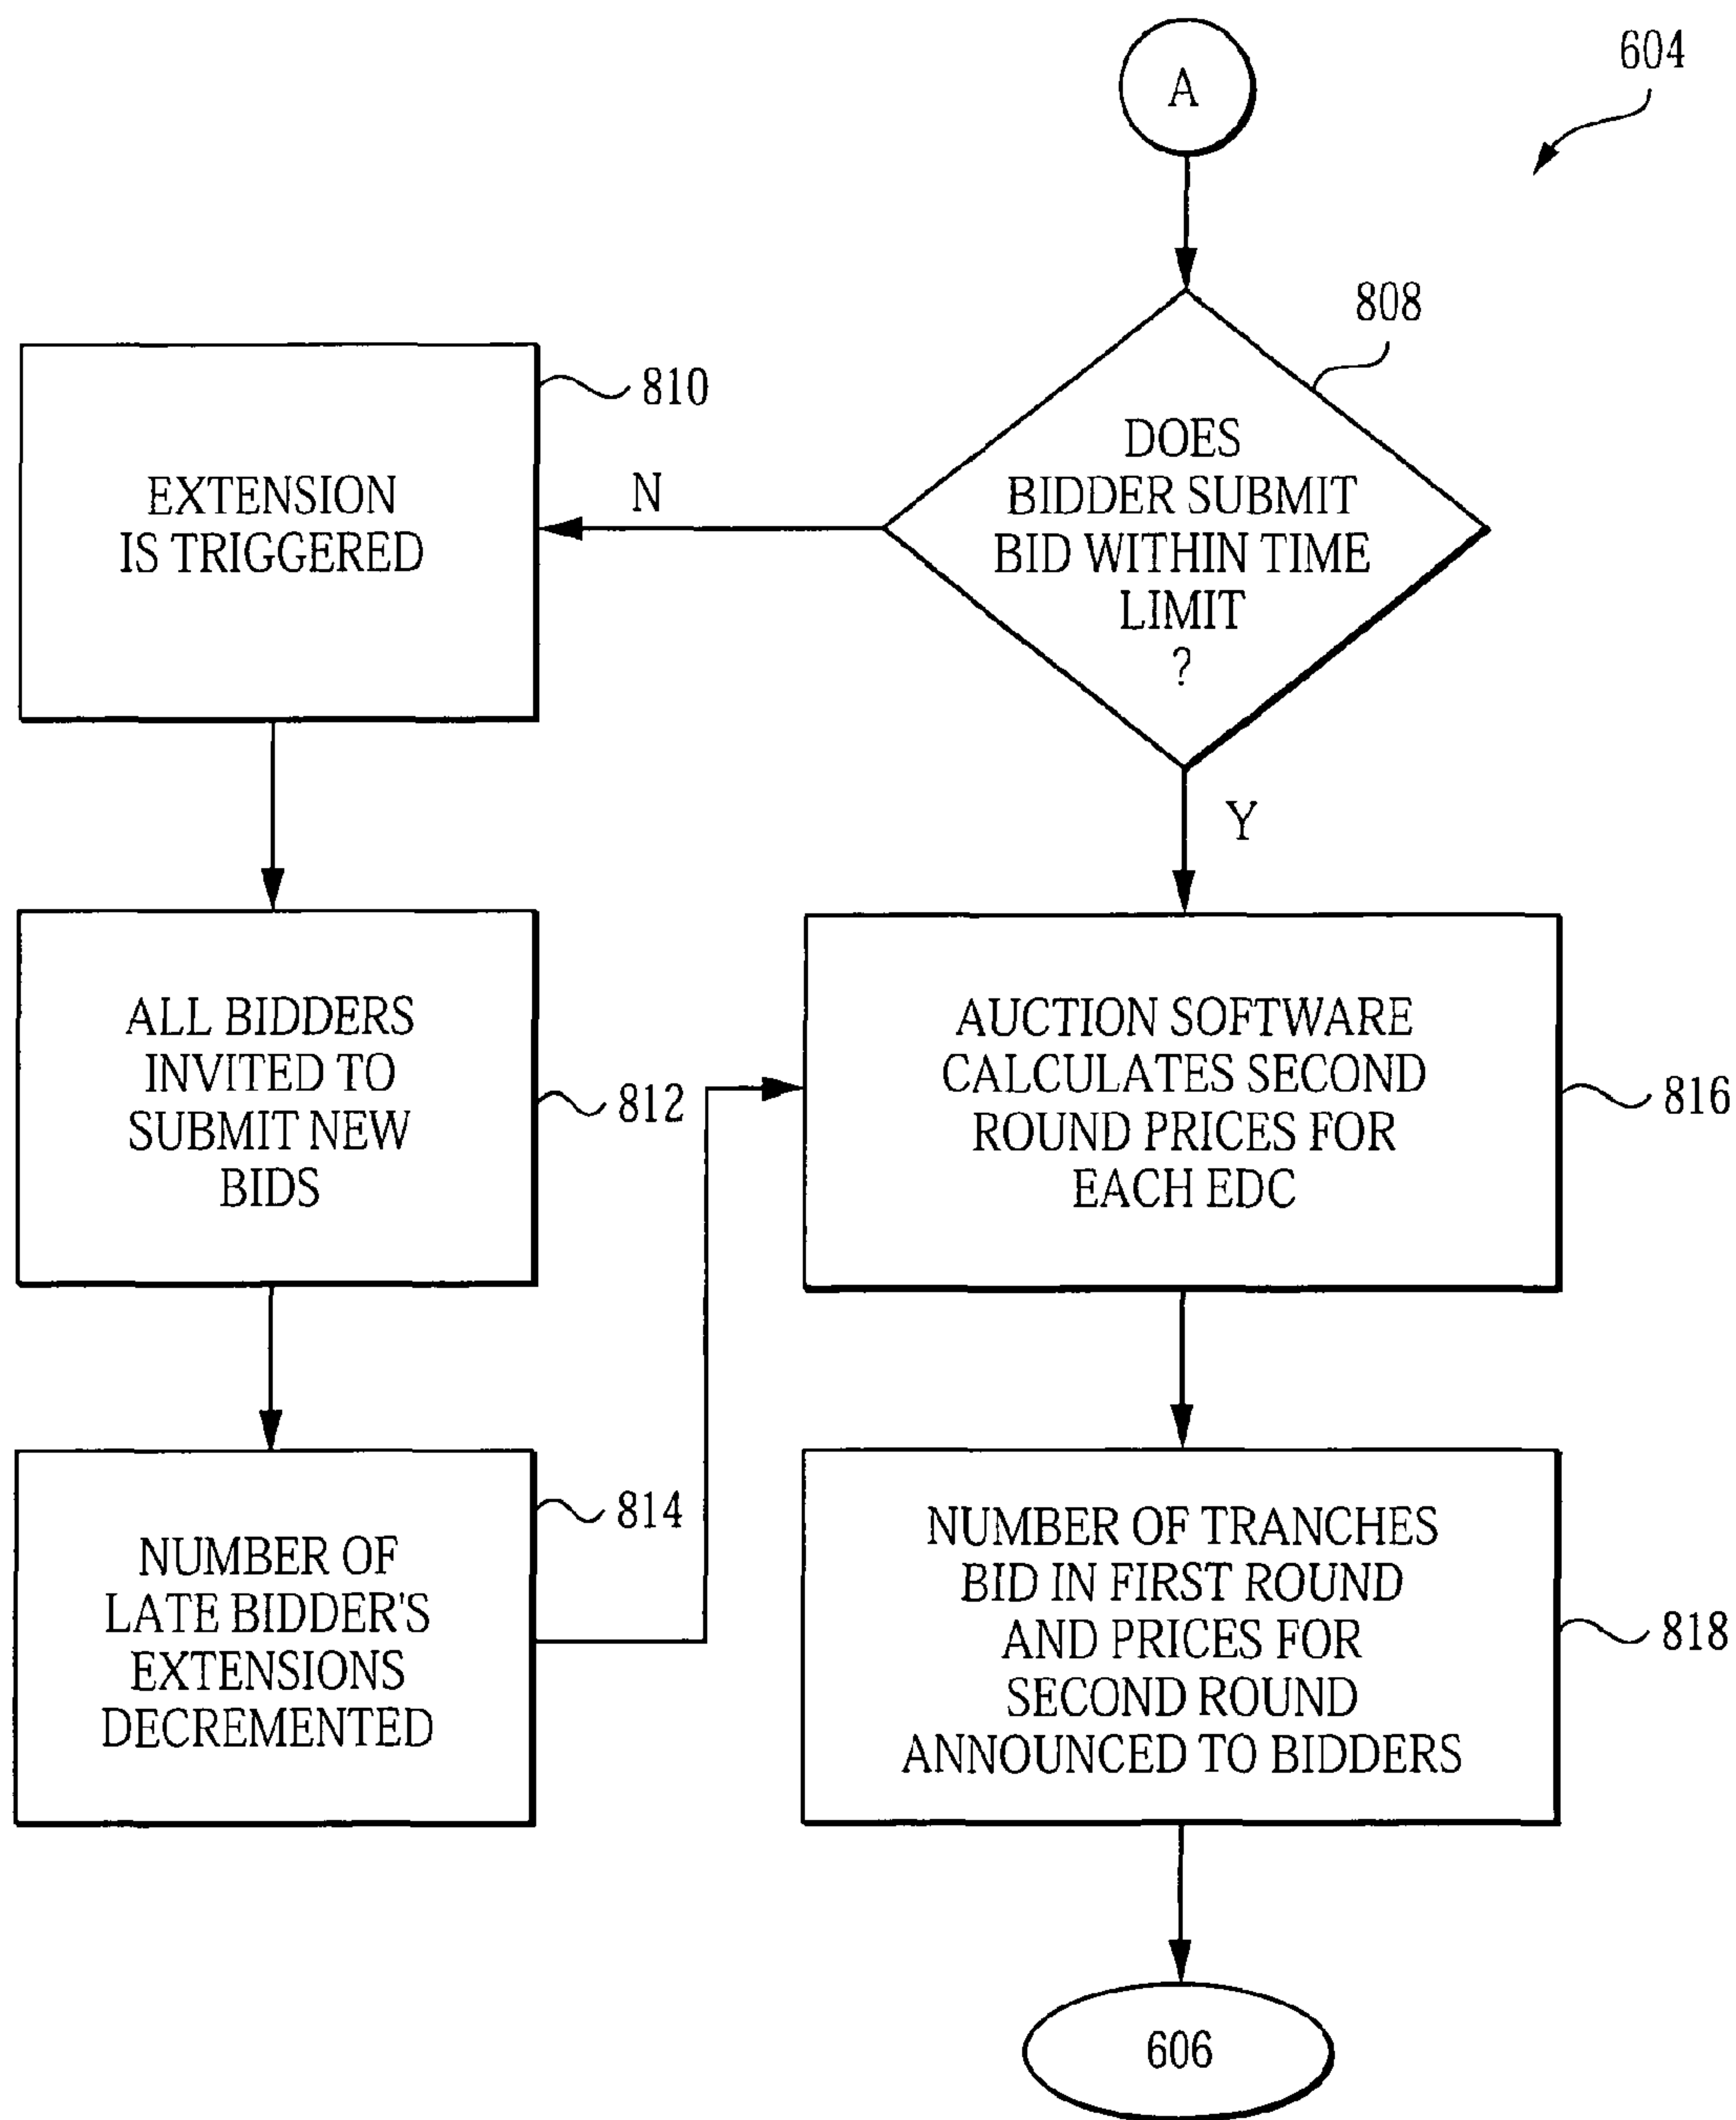 A
604
808
DOES
BIDDER SUBMIT
BID WITHIN TIME
LIMIT
?
N
Y
810
EXTENSION
IS TRIGGERED
ALL BIDDERS
INVITED TO
SUBMIT NEW
BIDS
812
NUMBER OF
LATE BIDDER'S
EXTENSIONS
DECREMENTED
814
AUCTION SOFTWARE
CALCULATES SECOND
ROUND PRICES FOR
EACH EDC
816
NUMBER OF TRANCHES
BID IN FIRST ROUND
AND PRICES FOR
SECOND ROUND
ANNOUNCED TO BIDDERS
818
606